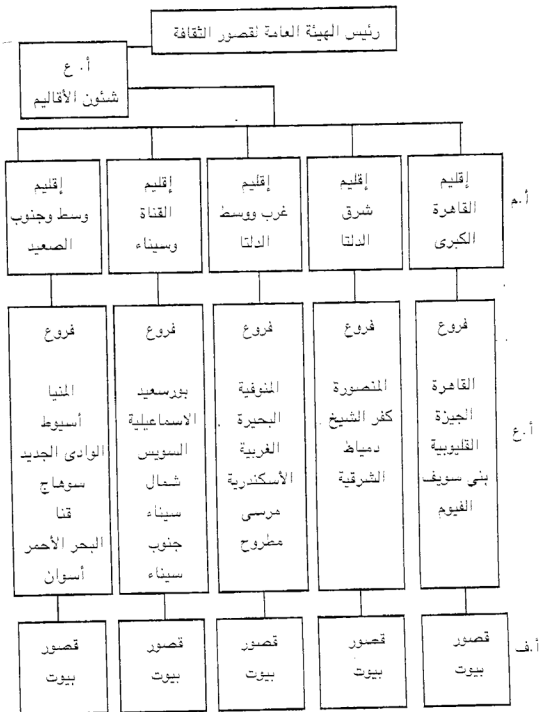 رئيس الهيئة العامة لقصور الثقافة
أ. ع
شئون الأقاليم
أ.م
إقليم
القاهرة
الكبرى
إقليم
شرق
الدلتا
إقليم
غرب ووسط
الدلتا
إقليم
القناة
وسيناء
إقليم
وسط وجنوب
الصعيد
أ.ع
فروع
القاهرة
الجيزة
القليوبية
بنى سويف
الفيوم
فروع
المنصورة
كفر الشيخ
دمياط
الشرقية
فروع
المنوفية
البحيرة
الغربية
الأسكندرية
مرسى
مطروح
فروع
بورسعيد
الاسماعيلية
السويس
شمال
سيناء
جنوب
سيناء
فروع
المنيا
أسيوط
الوادى الجديد
سوهاج
قنا
البحر الأحمر
أسوان
أ.ف
قصور
بيوت
قصور
بيوت
قصور
بيوت
قصور
بيوت
قصور
بيوت